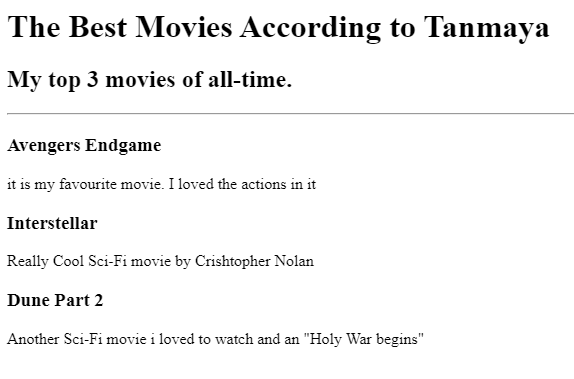 The Best Movies According to Tanmaya
My top 3 movies of all-time.
Avengers Endgame
it is my favourite movie. I loved the actions in it
Interstellar
Really Cool Sci-Fi movie by Crishtopher Nolan
Dune Part 2
Another Sci-Fi movie i loved to watch and an "Holy War begins"